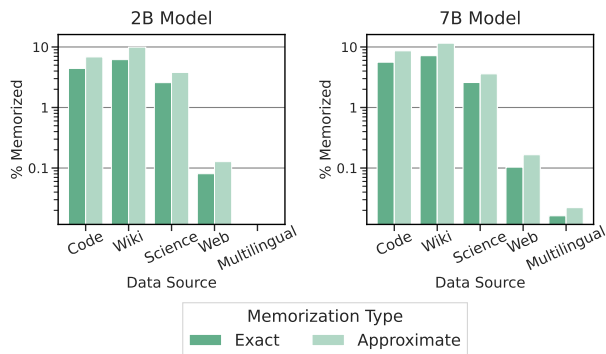 2B Model
% Memorized
10
1
0.1
Code
Wiki
Science
Web
Multilingual
Data Source
7B Model
% Memorized
10
1
0.1
Code
Wiki
Science
Web
Multilingual
Data Source
Memorization Type
Exact
Approximate